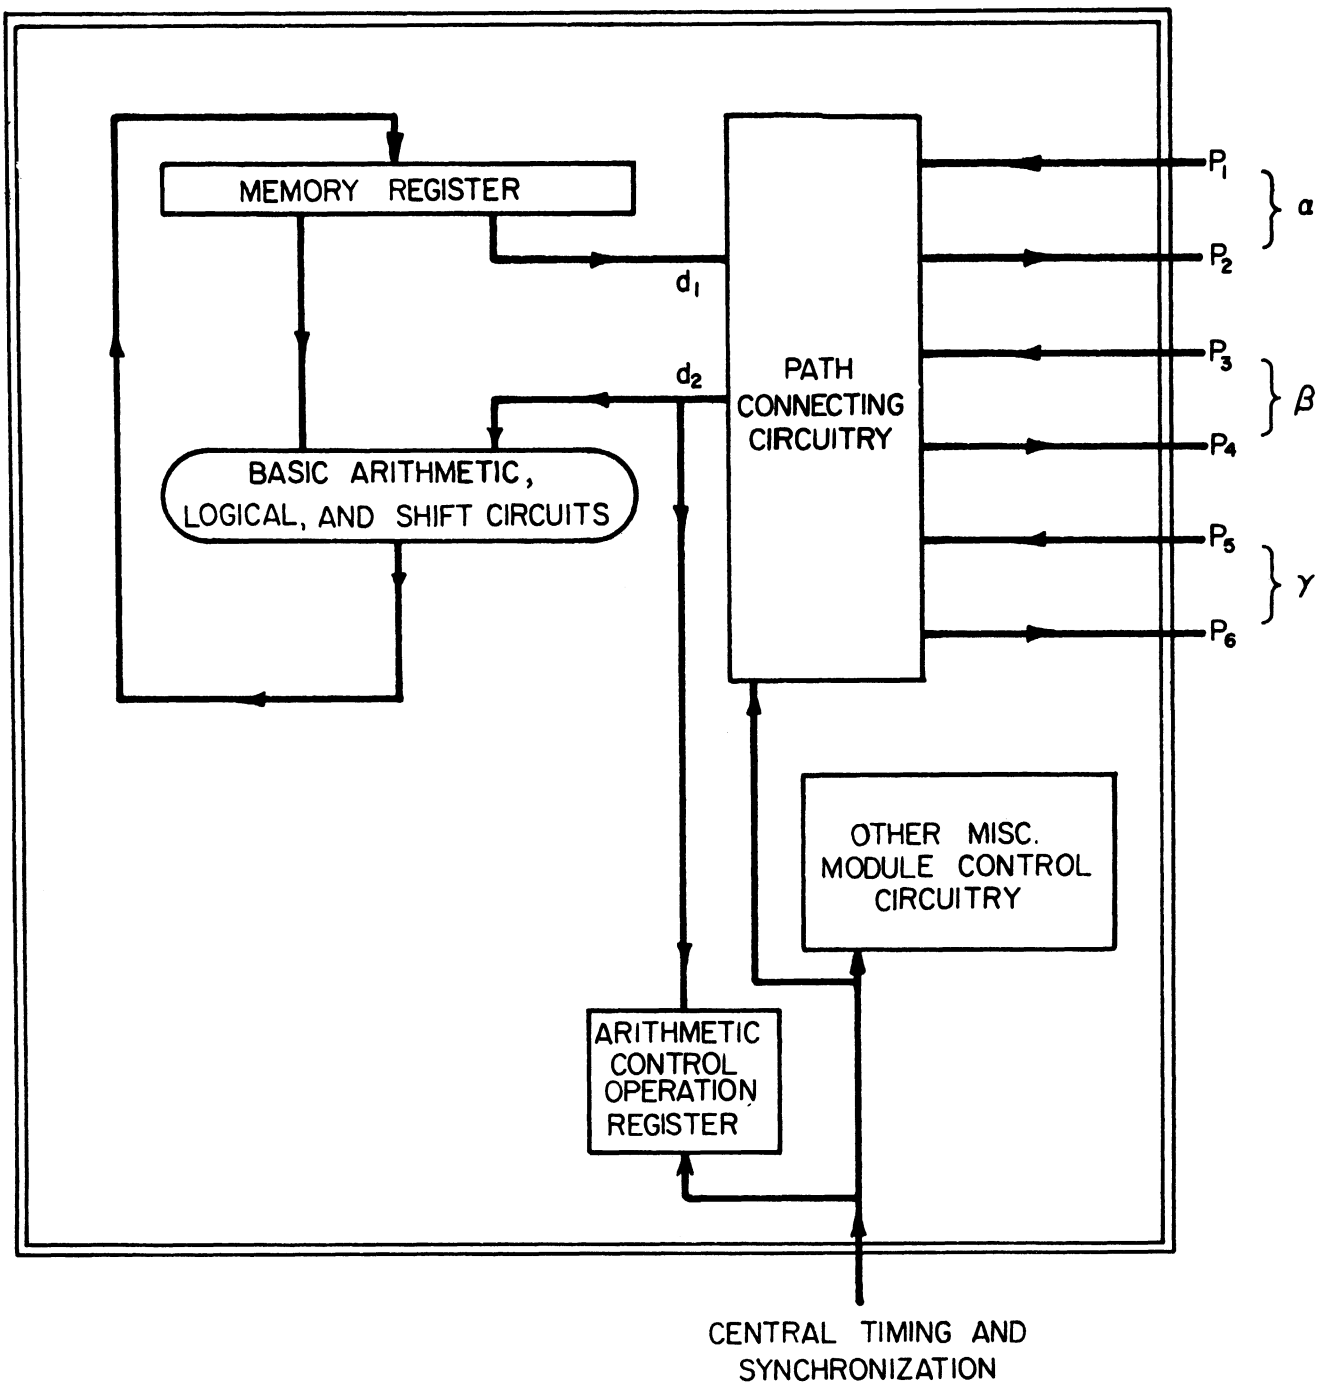 MEMORY REGISTER
d₁
d₂
BASIC ARITHMETIC,
LOGICAL, AND SHIFT CIRCUITS
PATH
CONNECTING
CIRCUITRY
P₁
α
P₂
P₃
β
P₄
P₅
γ
P₆
OTHER MISC.
MODULE CONTROL
CIRCUITRY
ARITHMETIC
CONTROL
OPERATION
REGISTER
CENTRAL TIMING AND
SYNCHRONIZATION